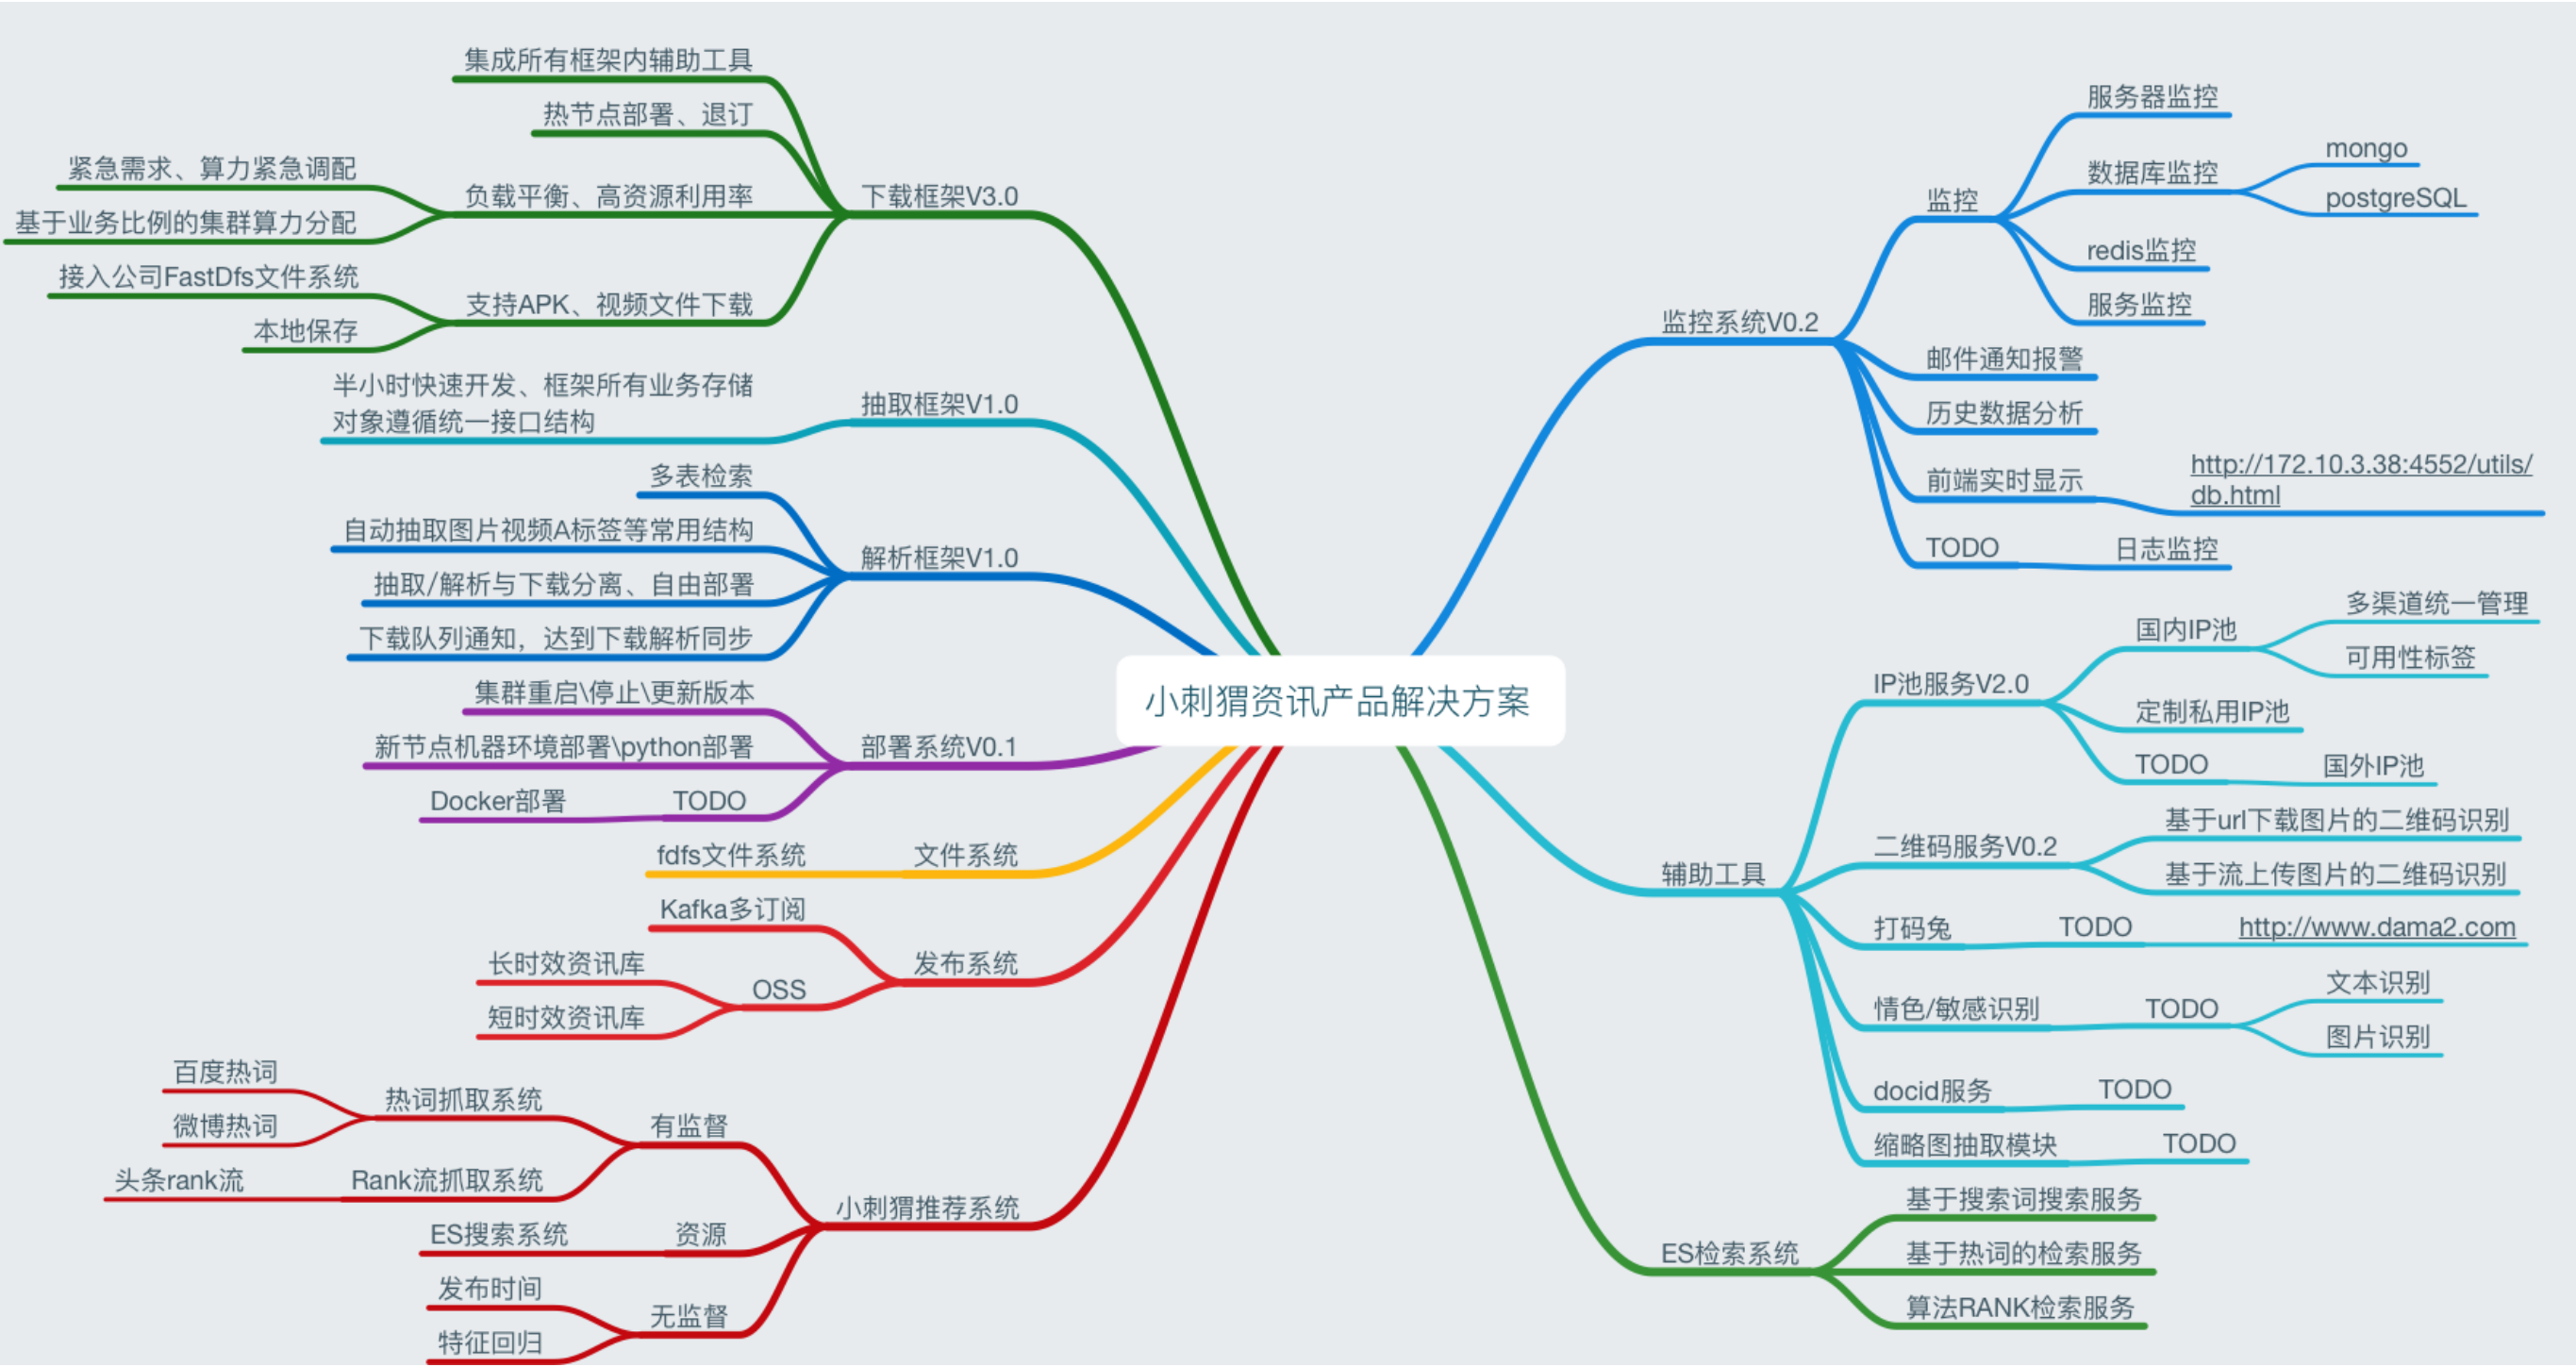 小刺猬资讯产品解决方案
下载框架V3.0
集成所有框架内辅助工具
热节点部署、退订
负载平衡、高资源利用率
紧急需求、算力紧急调配
基于业务比例的集群算力分配
支持APK、视频文件下载
接入公司FastDfs文件系统
本地保存
抽取框架V1.0
半小时快速开发、框架所有业务存储
对象遵循统一接口结构
解析框架V1.0
多表检索
自动抽取图片视频A标签等常用结构
抽取/解析与下载分离、自由部署
下载队列通知，达到下载解析同步
部署系统V0.1
集群重启\停止\更新版本
新节点机器环境部署\python部署
TODO
Docker部署
文件系统
fdfs文件系统
发布系统
Kafka多订阅
OSS
长时效资讯库
短时效资讯库
小刺猬推荐系统
有监督
热词抓取系统
百度热词
微博热词
Rank流抓取系统
头条rank流
资源
ES搜索系统
无监督
发布时间
特征回归
监控系统V0.2
监控
服务器监控
数据库监控
mongo
postgreSQL
redis监控
服务监控
邮件通知报警
历史数据分析
前端实时显示
http://172.10.3.38:4552/utils/
db.html
TODO
日志监控
辅助工具
IP池服务V2.0
国内IP池
多渠道统一管理
可用性标签
定制私用IP池
TODO
国外IP池
二维码服务V0.2
基于url下载图片的二维码识别
基于流上传图片的二维码识别
打码兔
TODO
http://www.dama2.com
情色/敏感识别
TODO
文本识别
图片识别
docid服务
TODO
缩略图抽取模块
TODO
ES检索系统
基于搜索词搜索服务
基于热词的检索服务
算法RANK检索服务